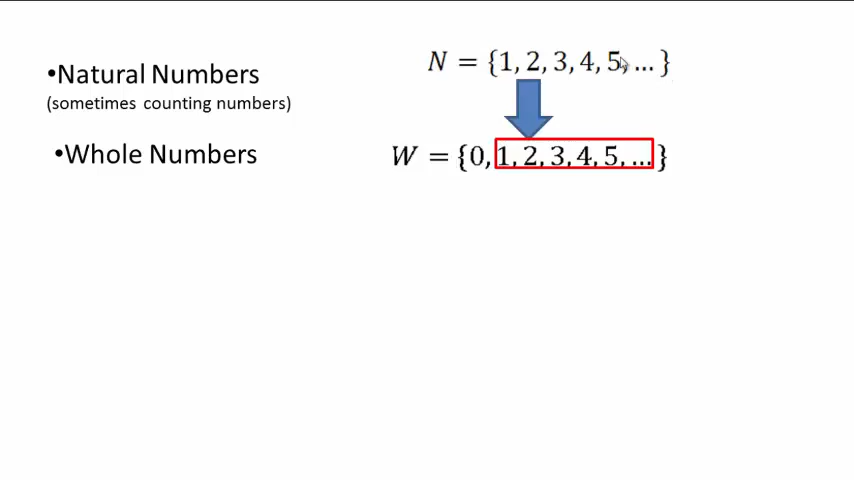 •Natural Numbers
(sometimes counting numbers)
N = {1, 2, 3, 4, 5, ... }
•Whole Numbers
W = {0, 1, 2, 3, 4, 5, ... }